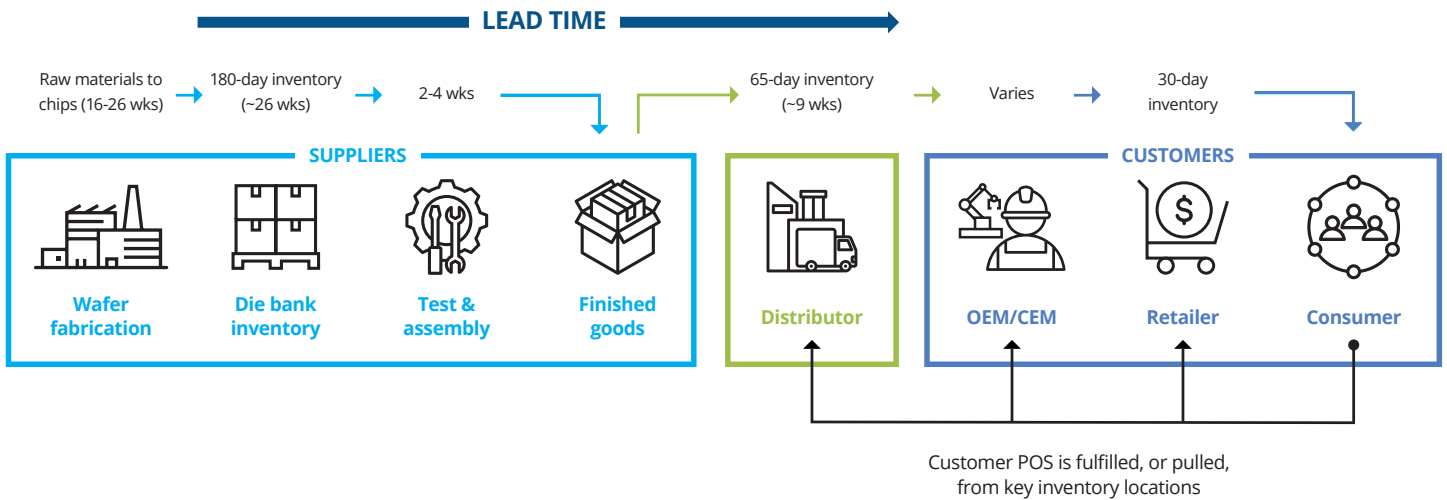 LEAD TIME
Raw materials to
chips (16-26 wks)
180-day inventory
(~26 wks)
2-4 wks
65-day inventory
(~9 wks)
Varies
30-day
inventory
SUPPLIERS
CUSTOMERS
$
Wafer
fabrication
Die bank
inventory
Test &
assembly
Finished
goods
Distributor
OEM/CEM
Retailer
Consumer
Customer POS is fulfilled, or pulled,
from key inventory locations